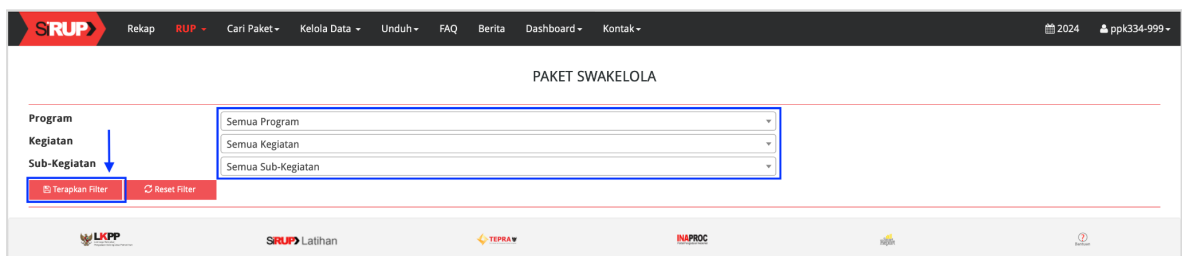 SiRUP Rekap RUP Cari Paket Kelola Data Unduh FAQ Berita Dashboard Kontak 2024 ppk334-999
PAKET SWAKELOLA
Program Semua Program
Kegiatan Semua Kegiatan
Sub-Kegiatan Semua Sub-Kegiatan
Terapkan Filter Reset Filter
LKPP SiRUP Latihan TEPRA INAPROC